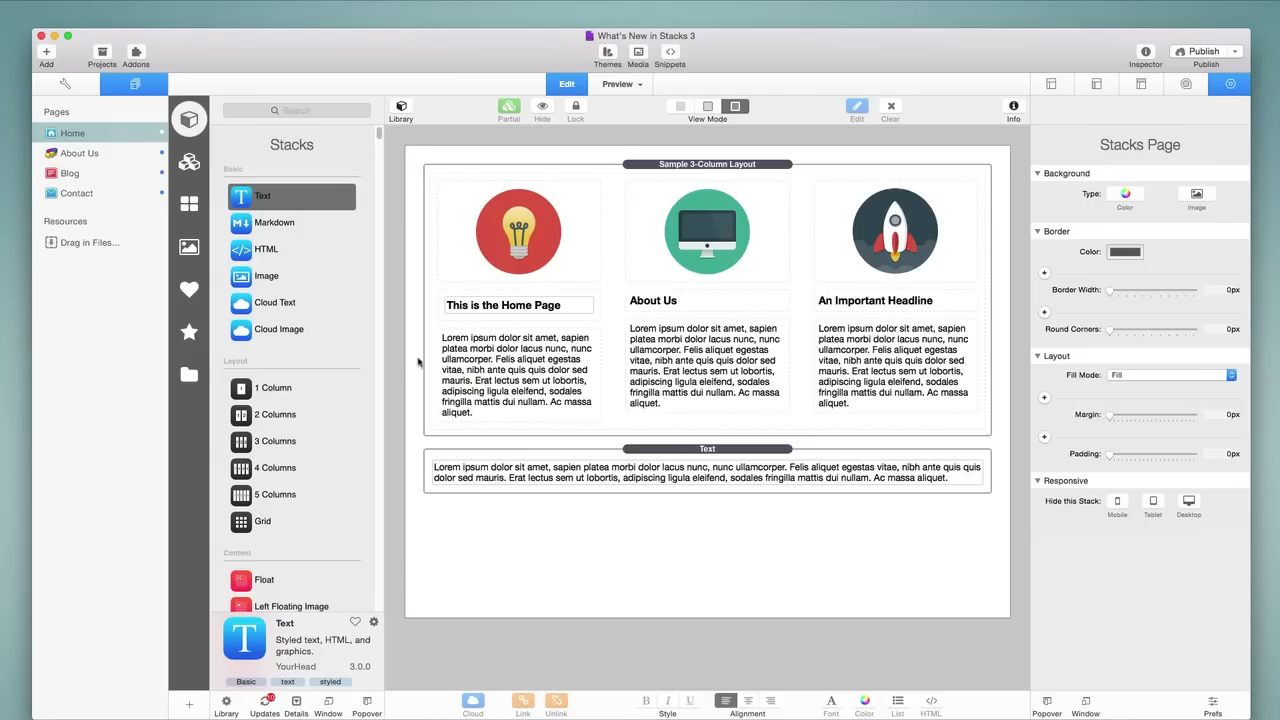 What's New in Stacks 3
Add
Projects
Addons
Themes
Media
Snippets
Inspector
Publish
Publish
Edit
Preview
Pages
Home
About Us
Blog
Contact
Resources
Drag in Files...
Search
Stacks
Basic
Text
Markdown
HTML
Image
Cloud Text
Cloud Image
Layout
1 Column
2 Columns
3 Columns
4 Columns
5 Columns
Grid
Content
Float
Left Floating Image
T
Text
Styled text, HTML, and
graphics.
YourHead 3.0.0
Basic text styled
Library
Updates
10
Details
Window
Popover
Library
Partial
Hide
Lock
View Mode
Edit
Clear
Info
Sample 3-Column Layout
This is the Home Page
Lorem ipsum dolor sit amet, sapien
platea morbi dolor lacus nunc, nunc
ullamcorper. Felis aliquet egestas
vitae, nibh ante quis quis dolor sed
mauris. Erat lectus sem ut lobortis,
adipiscing ligula eleifend, sodales
fringilla mattis dui nullam. Ac massa
aliquet.
About Us
Lorem ipsum dolor sit amet, sapien
platea morbi dolor lacus nunc, nunc
ullamcorper. Felis aliquet egestas
vitae, nibh ante quis quis dolor sed
mauris. Erat lectus sem ut lobortis,
adipiscing ligula eleifend, sodales
fringilla mattis dui nullam. Ac massa
aliquet.
An Important Headline
Lorem ipsum dolor sit amet, sapien
platea morbi dolor lacus nunc, nunc
ullamcorper. Felis aliquet egestas
vitae, nibh ante quis quis dolor sed
mauris. Erat lectus sem ut lobortis,
adipiscing ligula eleifend, sodales
fringilla mattis dui nullam. Ac massa
aliquet.
Text
Lorem ipsum dolor sit amet, sapien platea morbi dolor lacus nunc, nunc ullamcorper. Felis aliquet egestas vitae, nibh ante quis quis
dolor sed mauris. Erat lectus sem ut lobortis, adipiscing ligula eleifend, sodales fringilla mattis dui nullam. Ac massa aliquet.
Cloud
Link
Unlink
B I U
Style
Alignment
A
Font
Color
List
HTML
Stacks Page
Background
Type:
Color
Image
Border
Color:
Border Width: 0px
Round Corners: 0px
Layout
Fill Mode: Fill
Margin: 0px
Padding: 0px
Responsive
Hide this Stack:
Mobile
Tablet
Desktop
Popover
Window
Prefs